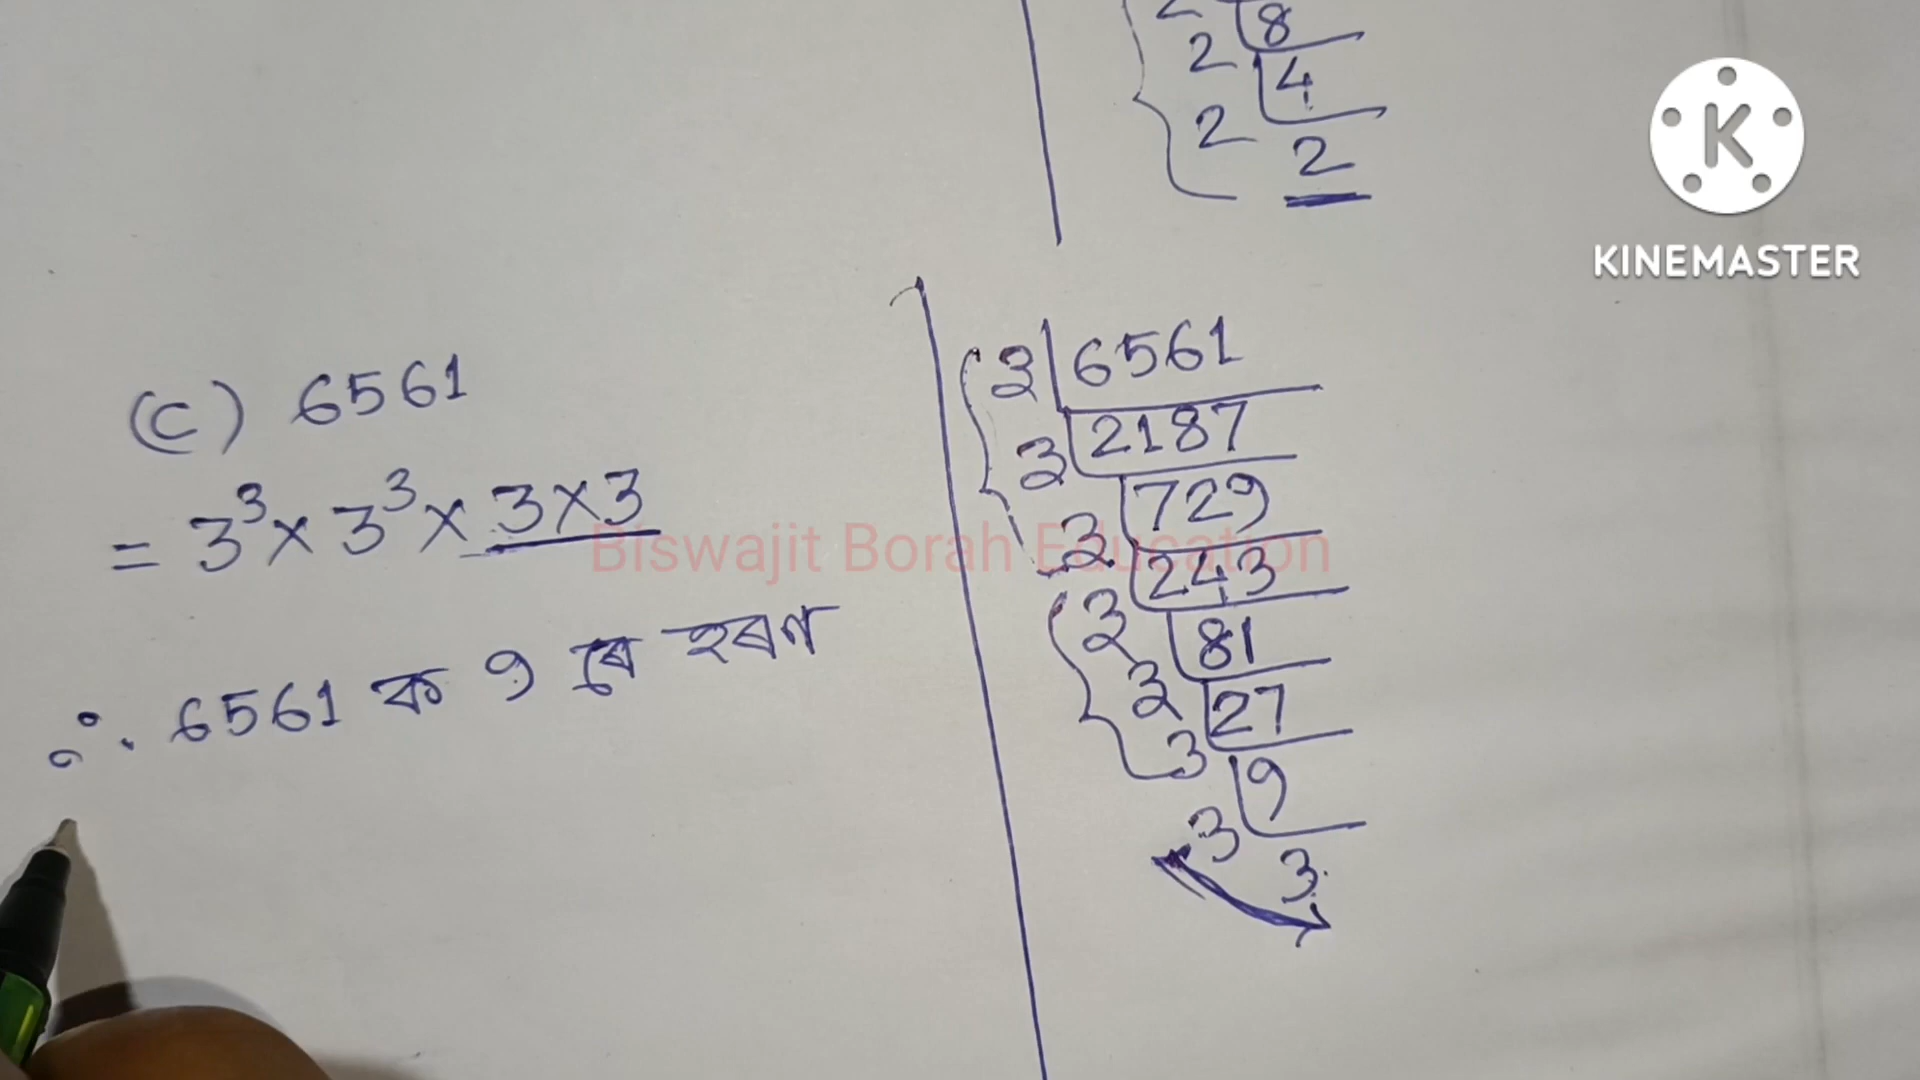 2 | 8
2 | 4
2 | 2
KINEMASTER
(C) 6561
= 3³ × 3³ × 3 × 3
∴ 6561 ক 9 ৰে হৰণ
3 | 6561
3 | 2187
3 | 729
3 | 243
3 | 81
3 | 27
3 | 9
3
Biswajit Borah Education